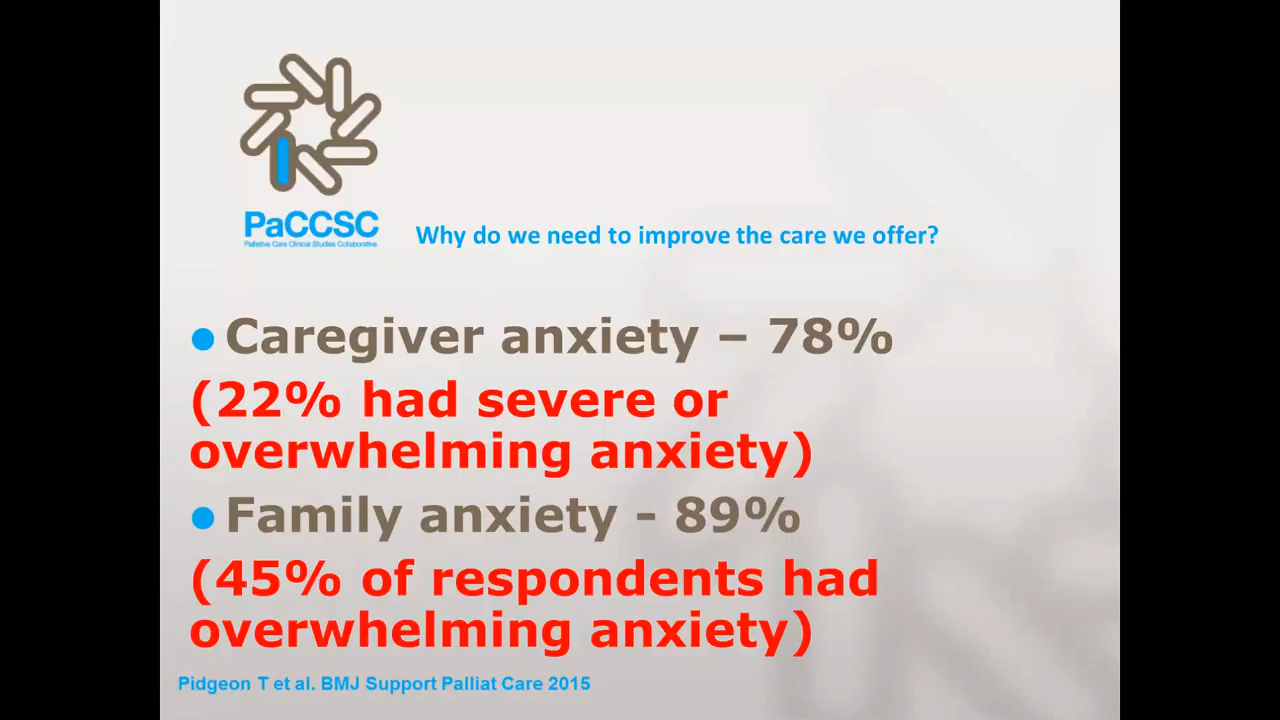 PaCCSC
Palliative Care Clinical Studies Collaborative
Why do we need to improve the care we offer?
Caregiver anxiety – 78%
(22% had severe or
overwhelming anxiety)
Family anxiety - 89%
(45% of respondents had
overwhelming anxiety)
Pidgeon T et al. BMJ Support Palliat Care 2015